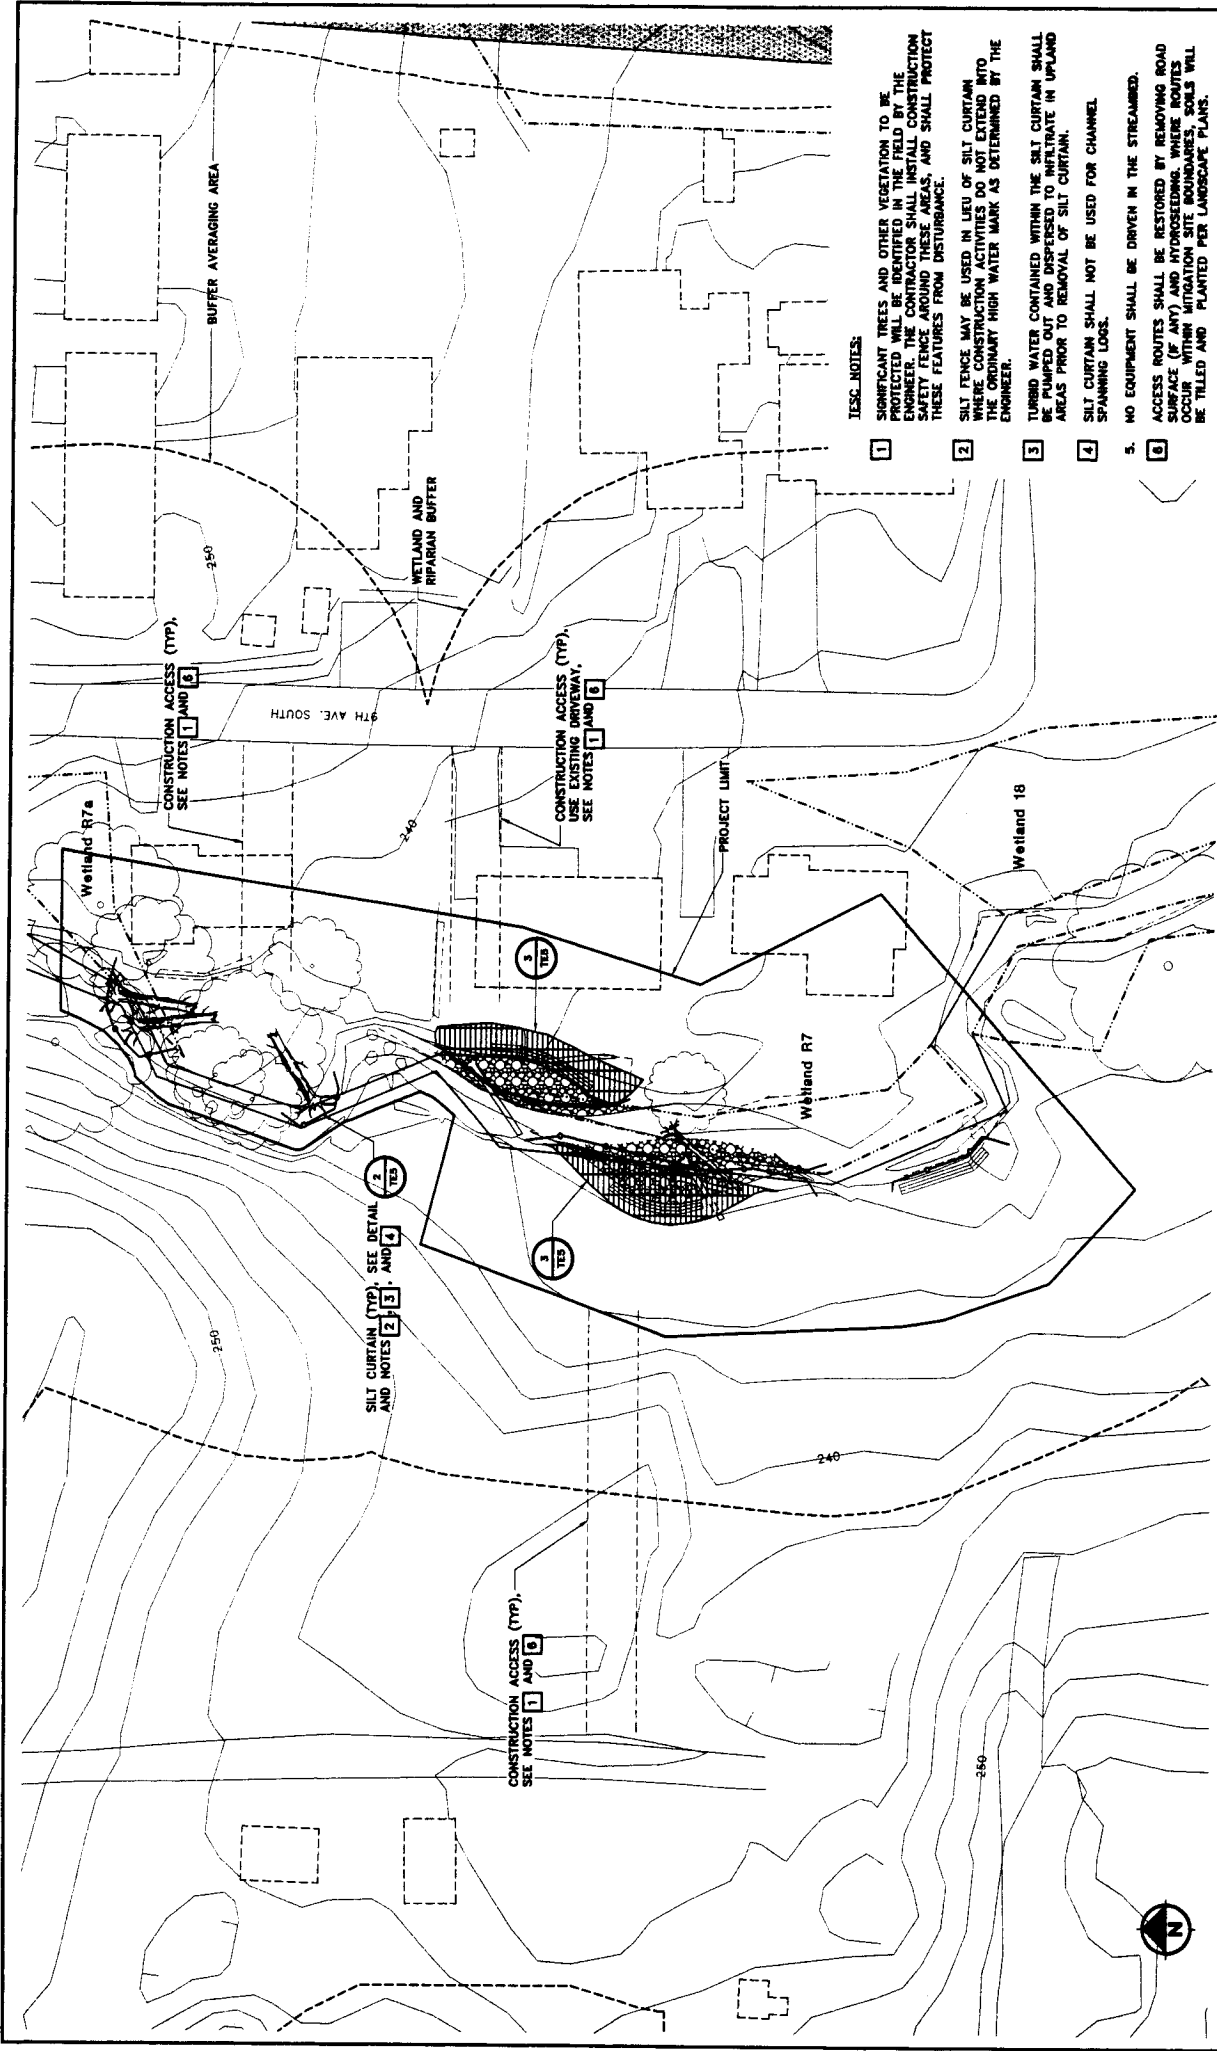 BUFFER AVERAGING AREA
250
WETLAND AND
RIPARIAN BUFFER
CONSTRUCTION ACCESS (TYP),
SEE NOTES 1 AND 6
9TH AVE. SOUTH
CONSTRUCTION ACCESS (TYP),
USE EXISTING DRIVEWAY,
SEE NOTES 1 AND 6
Wetland R7a
240
PROJECT LIMIT
Wetland 18
3
TE5
Wetland R7
SILT CURTAIN (TYP), SEE DETAIL
AND NOTES 2, 3, AND 4
2
TE5
3
TE5
250
240
CONSTRUCTION ACCESS (TYP),
SEE NOTES 1 AND 6
250
N
TESC NOTES:
1 SIGNIFICANT TREES AND OTHER VEGETATION TO BE
PROTECTED WILL BE IDENTIFIED IN THE FIELD BY THE
ENGINEER. THE CONTRACTOR SHALL INSTALL CONSTRUCTION
SAFETY FENCE AROUND THESE AREAS, AND SHALL PROTECT
THESE FEATURES FROM DISTURBANCE.
2 SILT FENCE MAY BE USED IN LIEU OF SILT CURTAIN
WHERE CONSTRUCTION ACTIVITIES DO NOT EXTEND INTO
THE ORDINARY HIGH WATER MARK AS DETERMINED BY THE
ENGINEER.
3 TURBID WATER CONTAINED WITHIN THE SILT CURTAIN SHALL
BE PUMPED OUT AND DISPERSED TO INFILTRATE IN UPLAND
AREAS PRIOR TO REMOVAL OF SILT CURTAIN.
4 SILT CURTAIN SHALL NOT BE USED FOR CHANNEL
SPANNING LOGS.
5. NO EQUIPMENT SHALL BE DRIVEN IN THE STREAMBED.
6 ACCESS ROUTES SHALL BE RESTORED BY REMOVING ROAD
SURFACE (IF ANY) AND HYDROSEEDING. WHERE ROUTES
OCCUR WITHIN MITIGATION SITE BOUNDARIES, SOILS WILL
BE TILLED AND PLANTED PER LANDSCAPE PLANS.